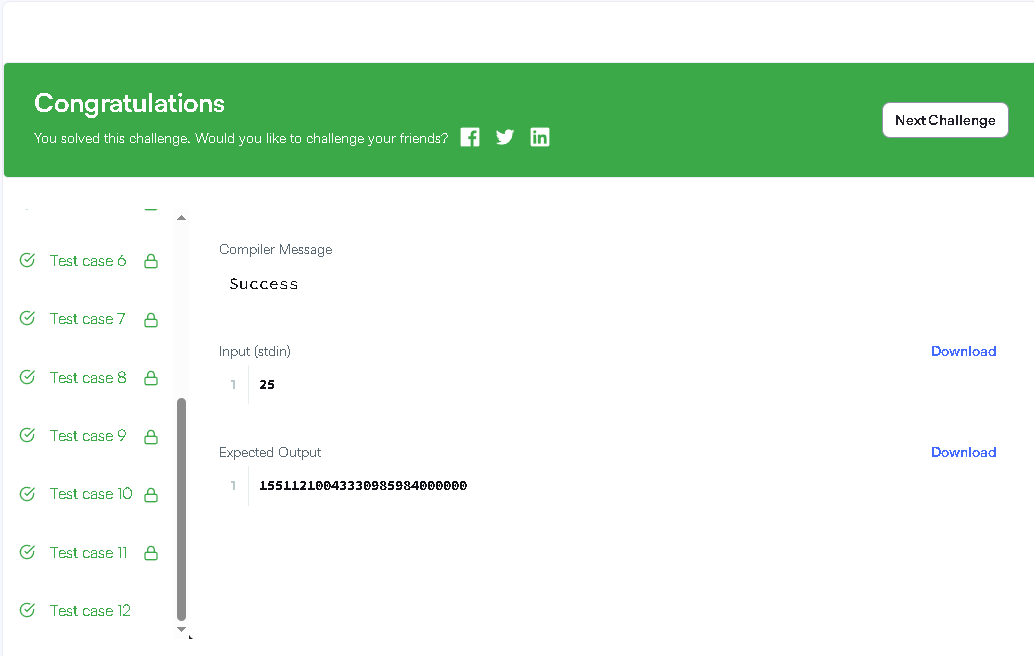 Congratulations
You solved this challenge. Would you like to challenge your friends?
Next Challenge
Test case 6
Test case 7
Test case 8
Test case 9
Test case 10
Test case 11
Test case 12
Compiler Message
Success
Input (stdin)
Download
1 25
Expected Output
Download
1 15511210043330985984000000